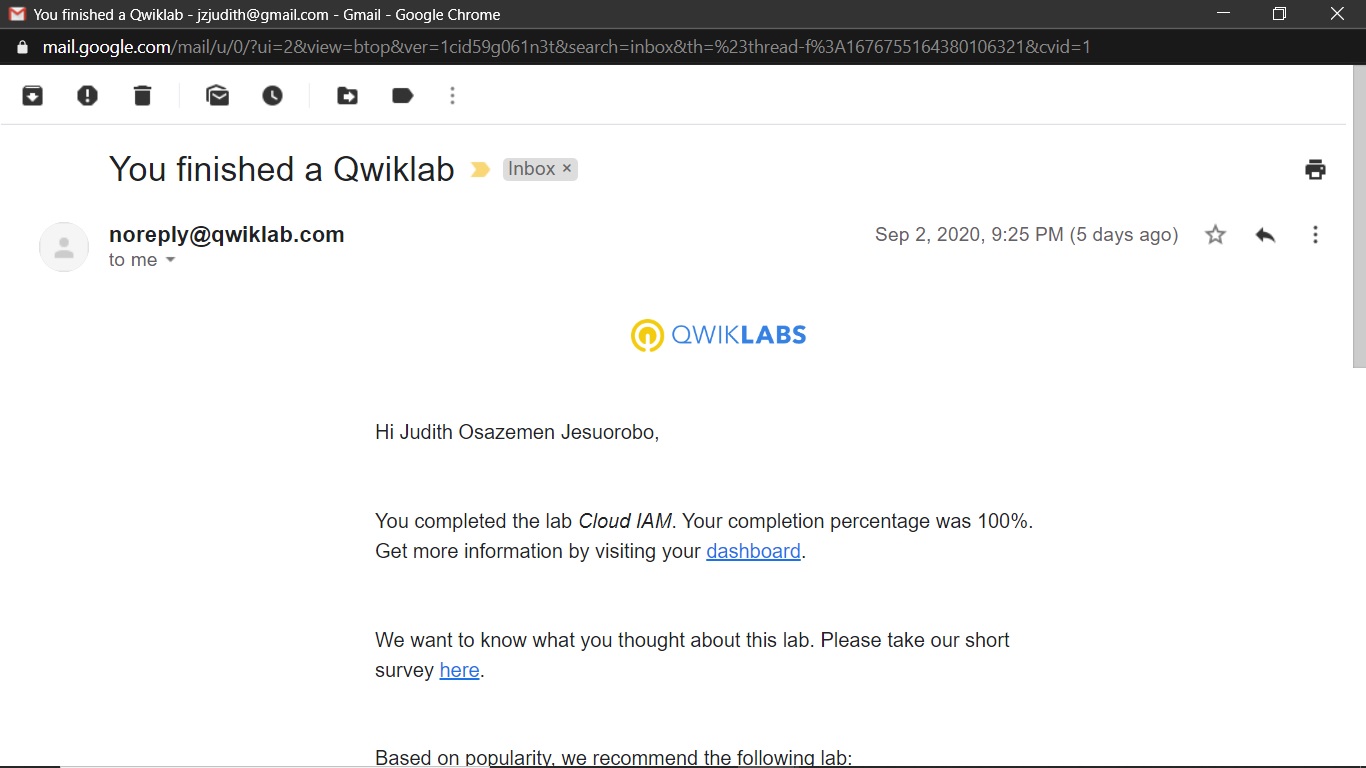 You finished a Qwiklab - jzjudith@gmail.com - Gmail - Google Chrome
mail.google.com/mail/u/0/?ui=2&view=btop&ver=1cid59g061n3t&search=inbox&th=%23thread-f%3A1676755164380106321&cvid=1
You finished a Qwiklab Inbox ×
noreply@qwiklab.com Sep 2, 2020, 9:25 PM (5 days ago)
to me
QWIKLABS
Hi Judith Osazemen Jesuorobo,
You completed the lab Cloud IAM. Your completion percentage was 100%.
Get more information by visiting your dashboard.
We want to know what you thought about this lab. Please take our short
survey here.
Based on popularity, we recommend the following lab: